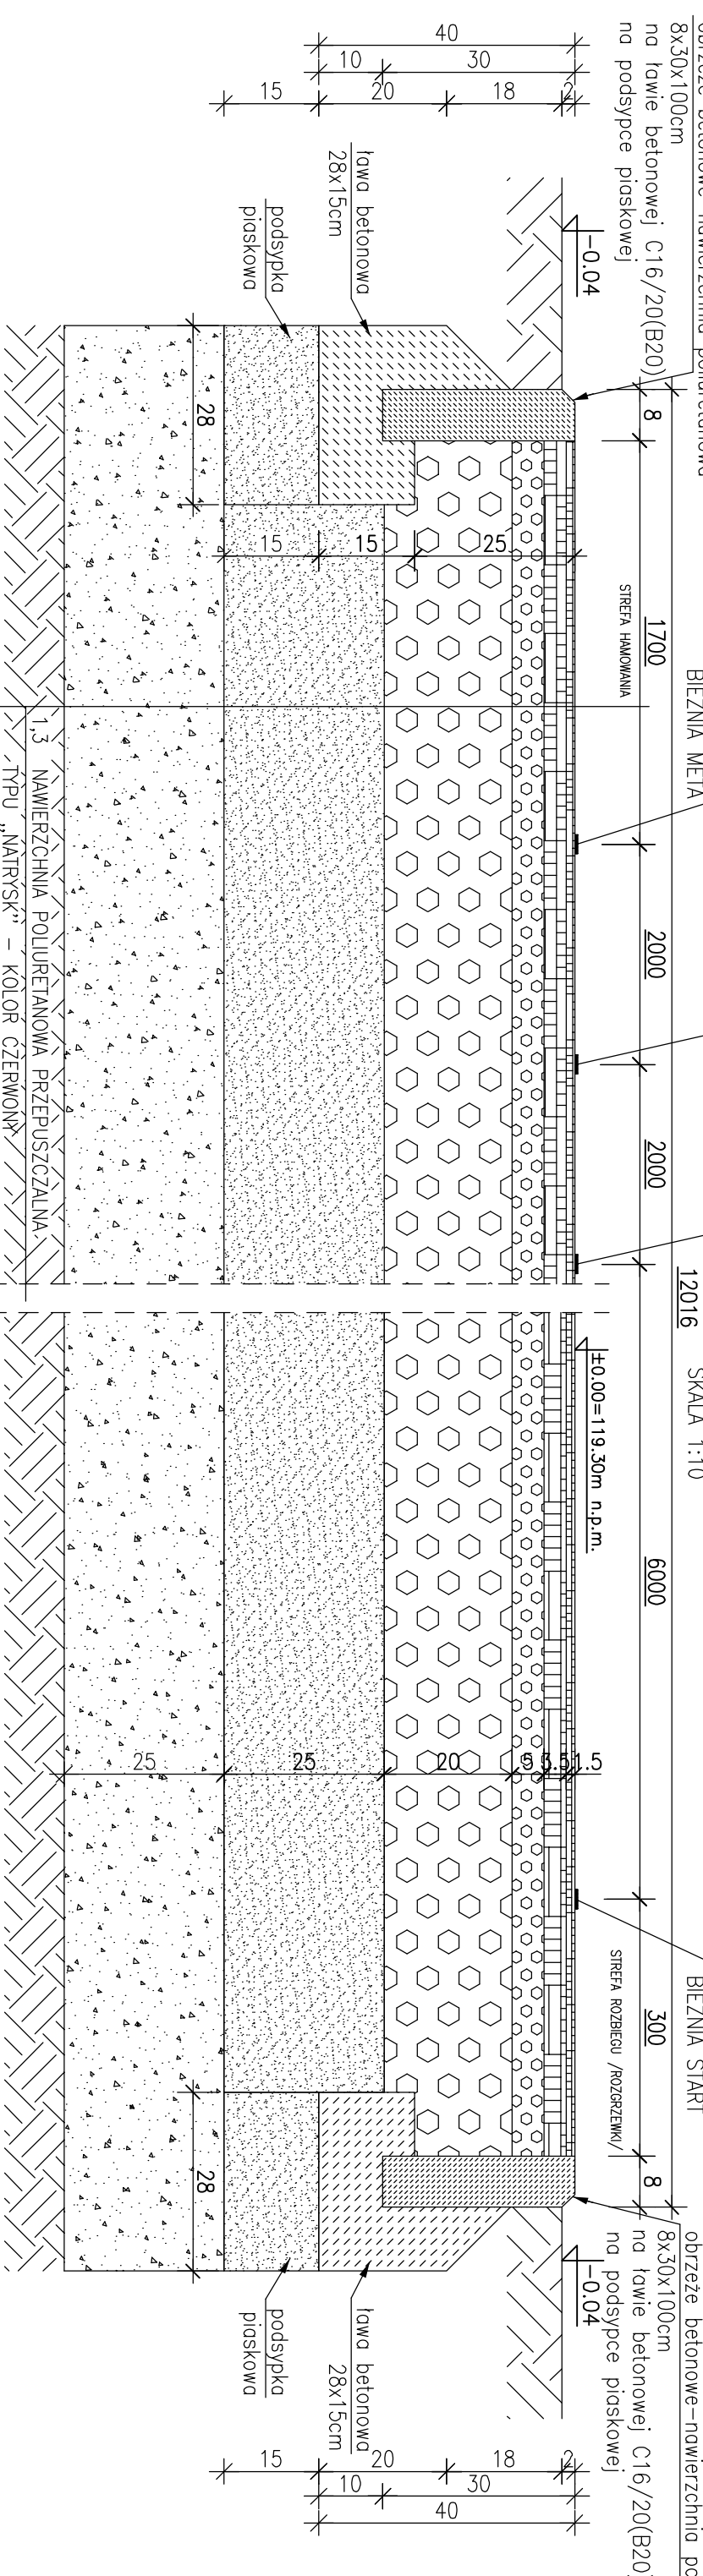 BIEŻNIA META
SKALA 1:10
BIEŻNIA START
8x30x100cm
na ławie betonowej C16/20(B20)
na podsypce piaskowej
obrzeże betonowe-nawierzchnia
8x30x100cm
na ławie betonowej C16/20(B20)
na podsypce piaskowej
12016
8
1700
2000
2000
6000
300
8
STREFA HAMOWANIA
STREFA ROZBIEGU /ROZGRZEWKI/
-0.04
±0.00=119.30m n.p.m.
-0.04
40
10
30
15
20
18
2
ława betonowa
28x15cm
podsypka
piaskowa
28
15
15
25
25
25
20
5
3.5
1.5
28
ława betonowa
28x15cm
podsypka
piaskowa
15
20
18
2
10
30
40
1,3 NAWIERZCHNIA POLIURETANOWA PRZEPUSZCZALNA
TYPU „NATRYSK” - KOLOR CZERWONY